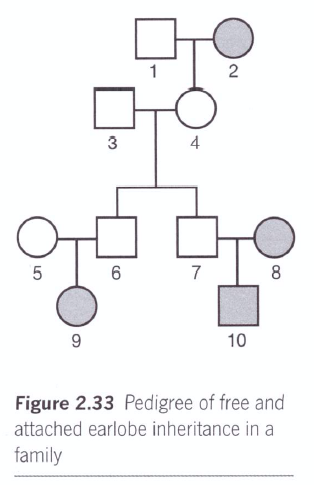 1 2
3 4
5 6 7 8
9 10
Figure 2.33 Pedigree of free and
attached earlobe inheritance in a
family